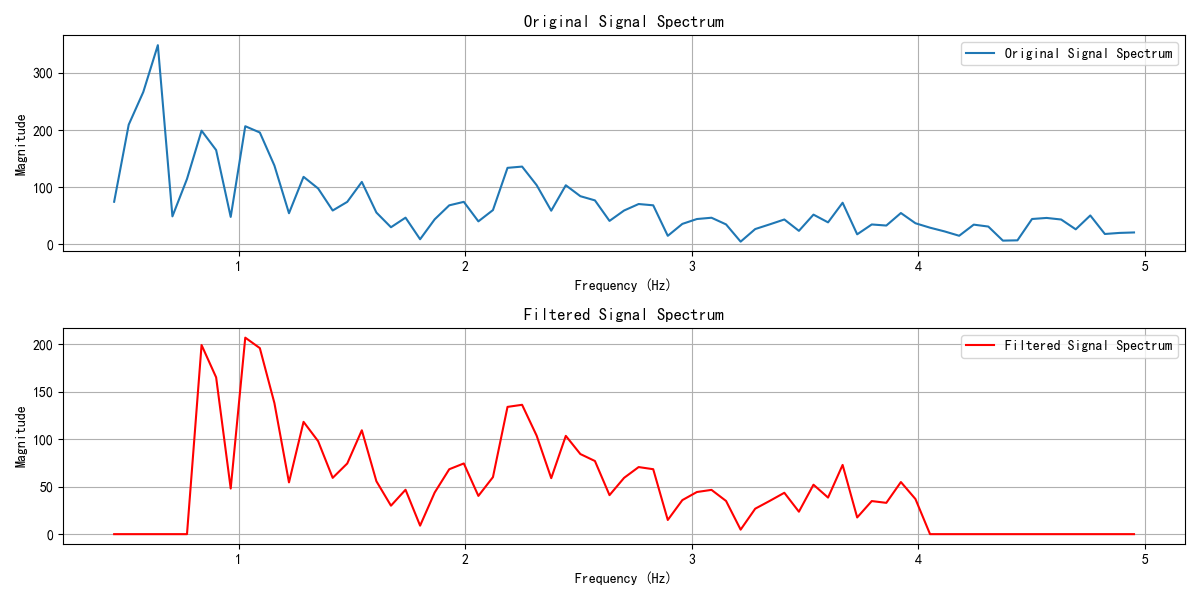 Original Signal Spectrum
Original Signal Spectrum
Magnitude
300
200
100
0
1 2 3 4 5
Frequency (Hz)
Filtered Signal Spectrum
Filtered Signal Spectrum
Magnitude
200
150
100
50
0
1 2 3 4 5
Frequency (Hz)